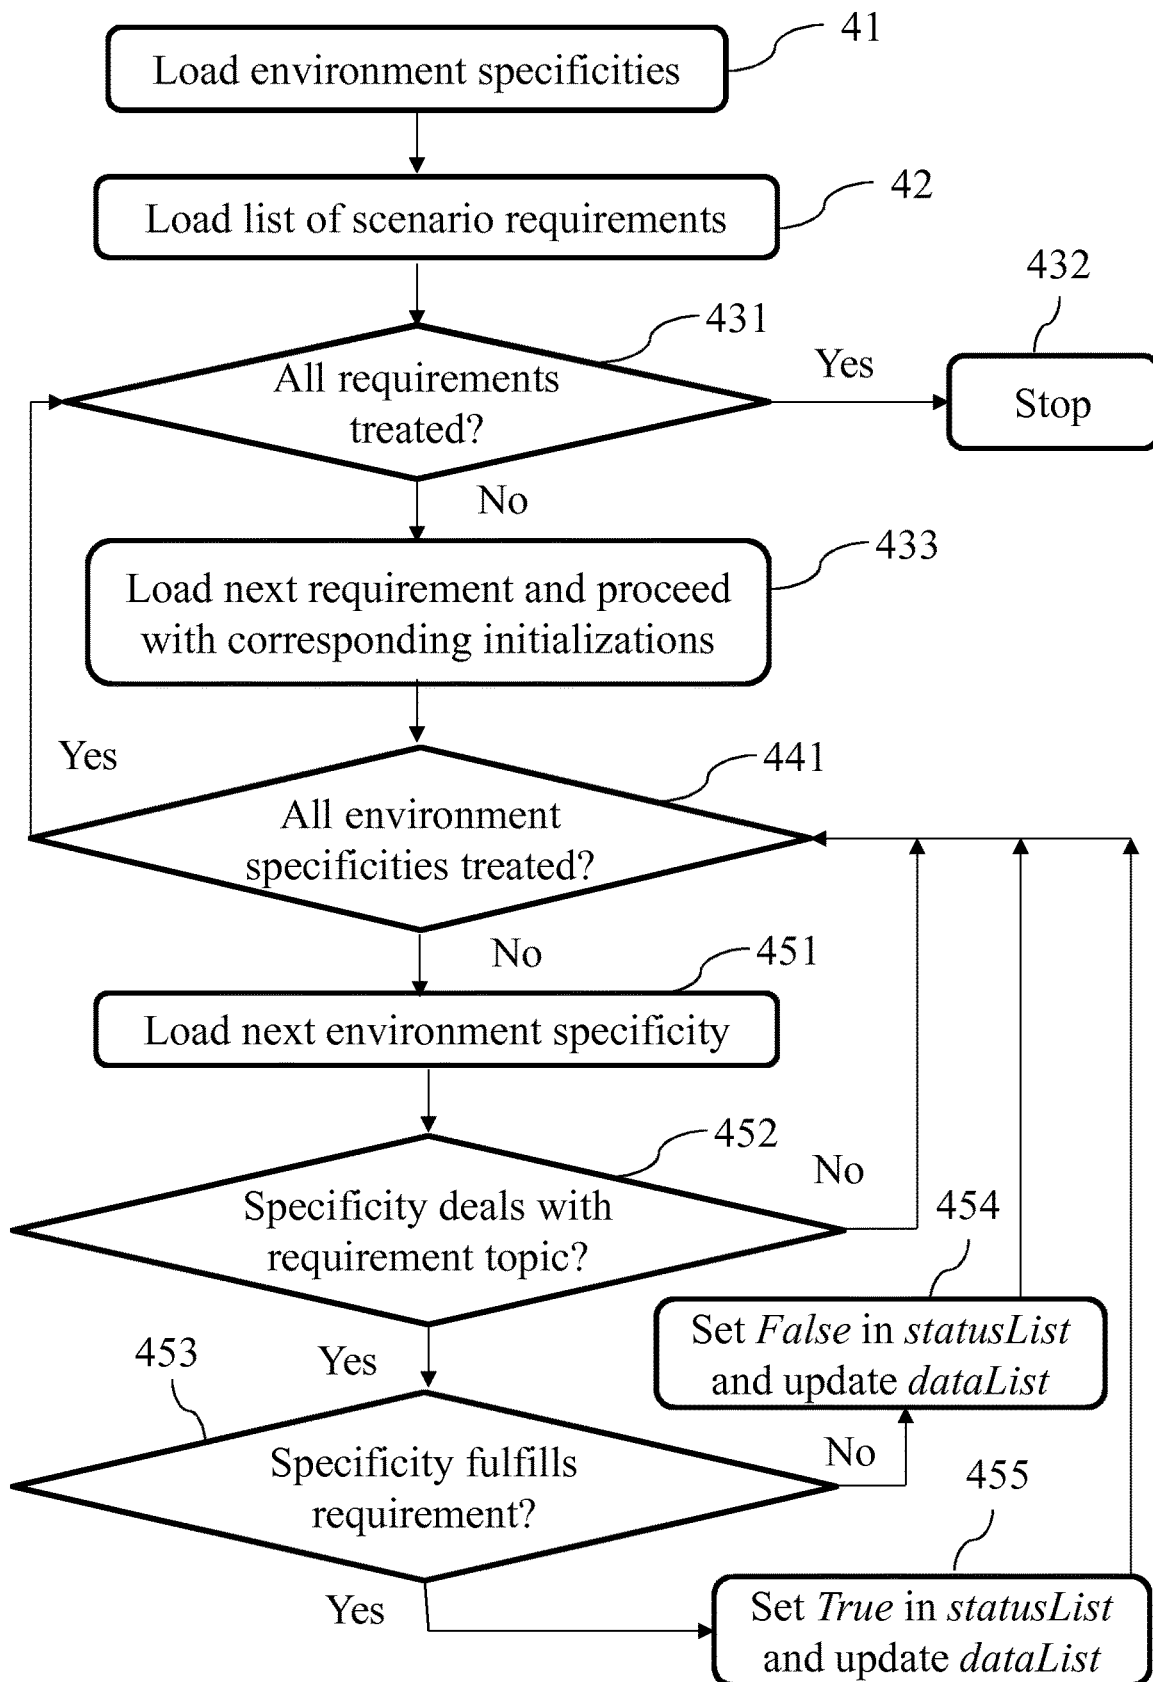 41
Load environment specificities
42
Load list of scenario requirements
432
431
Yes
All requirements
treated?
Stop
No
433
Load next requirement and proceed
with corresponding initializations
Yes
441
All environment
specificities treated?
No
451
Load next environment specificity
452
No
Specificity deals with
requirement topic?
454
Set False in statusList
and update dataList
453
Yes
No
Specificity fulfills
requirement?
455
Yes
Set True in statusList
and update dataList